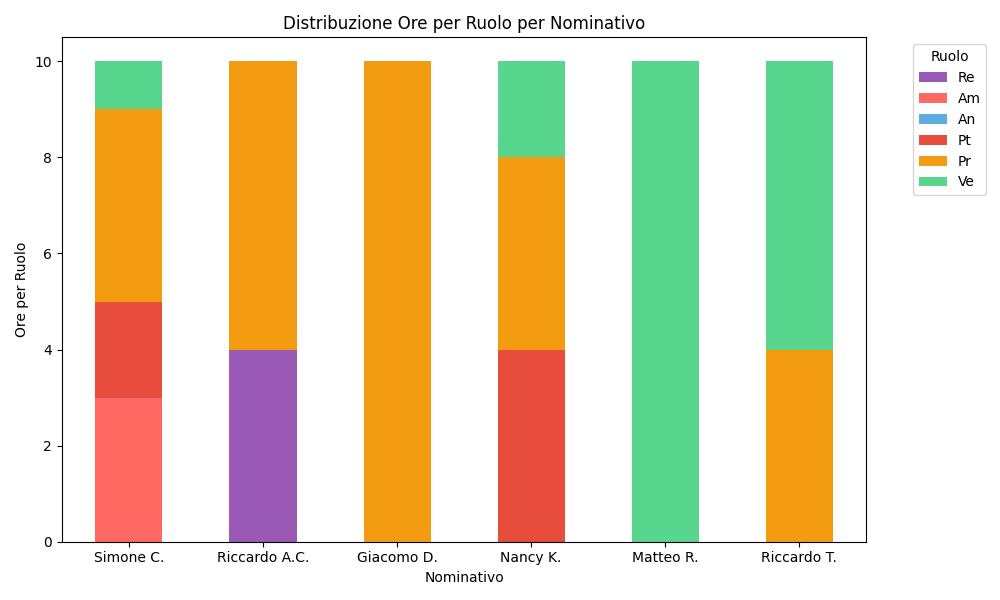 Distribuzione Ore per Ruolo per Nominativo
Ore per Ruolo
10
8
6
4
2
0
Simone C.
Riccardo A.C.
Giacomo D.
Nancy K.
Matteo R.
Riccardo T.
Nominativo
Ruolo
Re
Am
An
Pt
Pr
Ve